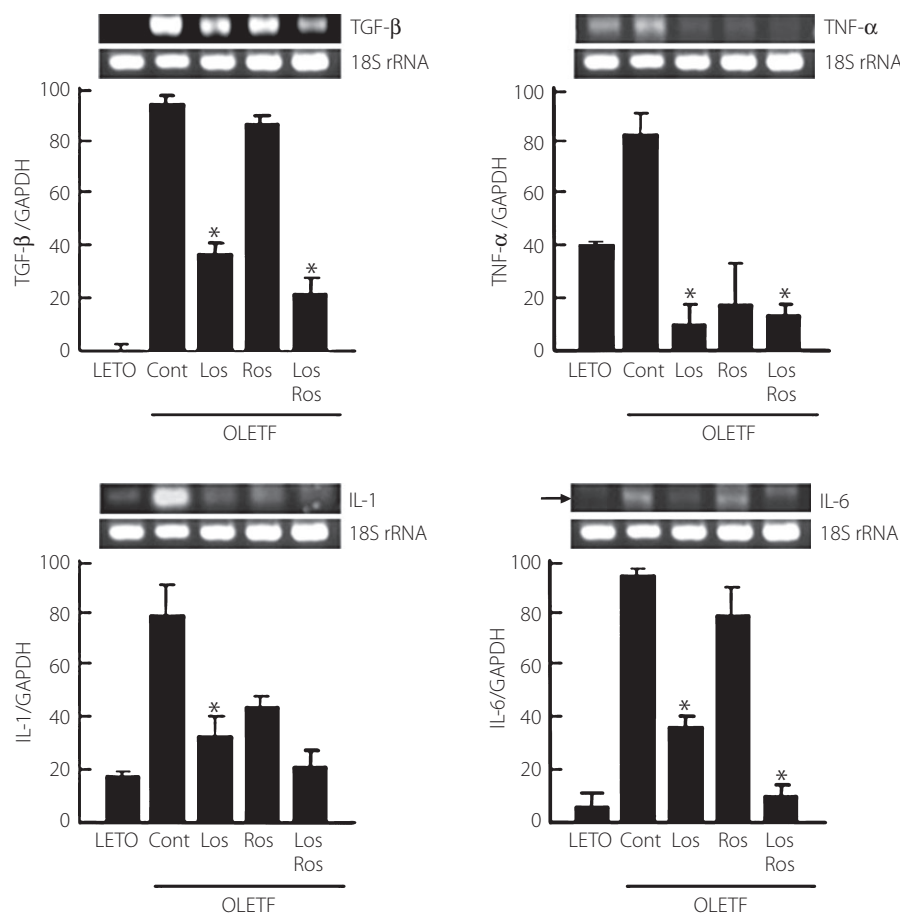 TGF-β
18S rRNA
100
80
60
40
20
0
TGF-β/GAPDH
*
*
LETO Cont Los Ros Los
Ros
OLETF
TNF-α
18S rRNA
100
80
60
40
20
0
TNF-α/GAPDH
*
*
LETO Cont Los Ros Los
Ros
OLETF
IL-1
18S rRNA
100
80
60
40
20
0
IL-1/GAPDH
*
LETO Cont Los Ros Los
Ros
OLETF
IL-6
18S rRNA
100
80
60
40
20
0
IL-6/GAPDH
*
*
LETO Cont Los Ros Los
Ros
OLETF